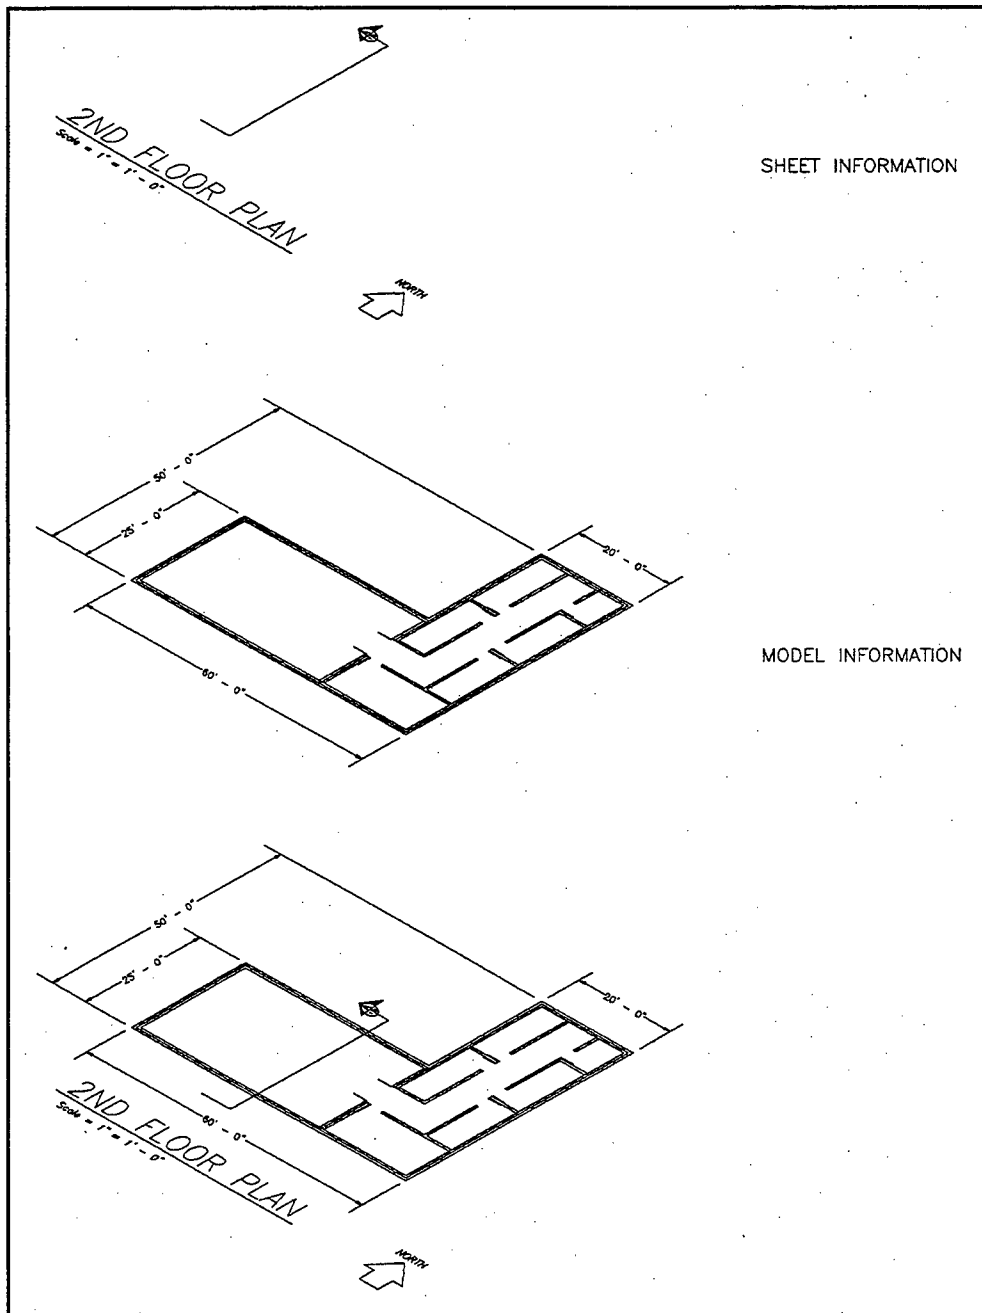 2ND FLOOR PLAN
Scale = 1" = 1' - 0"
SHEET INFORMATION
NORTH
50' - 0"
25' - 0"
20' - 0"
60' - 0"
MODEL INFORMATION
50' - 0"
25' - 0"
20' - 0"
60' - 0"
2ND FLOOR PLAN
Scale = 1" = 1' - 0"
NORTH